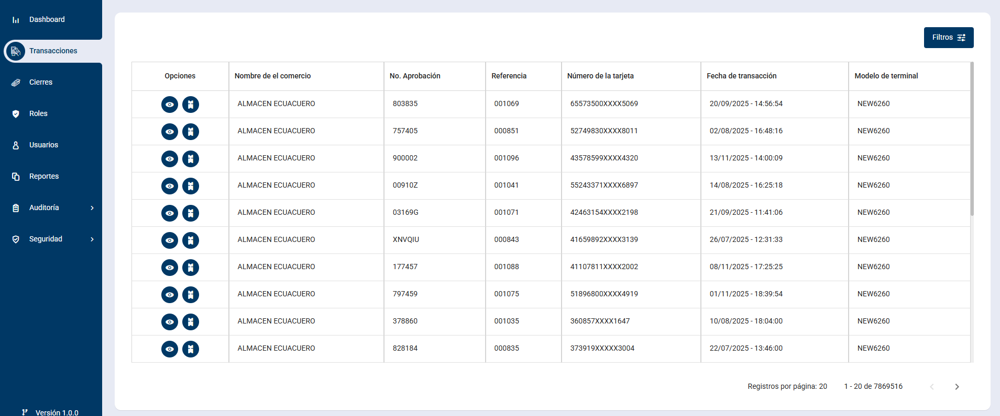 Dashboard
Transacciones
Cierres
Roles
Usuarios
Reportes
Auditoría
Seguridad
Versión 1.0.0
Filtros
Opciones Nombre de el comercio No. Aprobación Referencia Número de la tarjeta Fecha de transacción Modelo de terminal
ALMACEN ECUACUERO 803835 001069 65573500XXXX5069 20/09/2025 - 14:56:54 NEW6260
ALMACEN ECUACUERO 757405 000851 52749830XXXX8011 02/08/2025 - 16:48:16 NEW6260
ALMACEN ECUACUERO 900002 001096 43578599XXXX4320 13/11/2025 - 14:00:09 NEW6260
ALMACEN ECUACUERO 00910Z 001041 55243371XXXX6897 14/08/2025 - 16:25:18 NEW6260
ALMACEN ECUACUERO 03169G 001071 42463154XXXX2198 21/09/2025 - 11:41:06 NEW6260
ALMACEN ECUACUERO XNVQIU 000843 41659892XXXX3139 26/07/2025 - 12:31:33 NEW6260
ALMACEN ECUACUERO 177457 001088 41107811XXXX2002 08/11/2025 - 17:25:25 NEW6260
ALMACEN ECUACUERO 797459 001075 51896800XXXX4919 01/11/2025 - 18:39:54 NEW6260
ALMACEN ECUACUERO 378860 001035 360857XXXX1647 10/08/2025 - 18:04:00 NEW6260
ALMACEN ECUACUERO 828184 000835 373919XXXXX3004 22/07/2025 - 13:46:00 NEW6260
Registros por página: 20 1 - 20 de 7869516